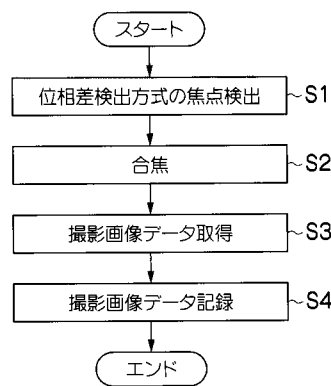 スタート
位相差検出方式の焦点検出 S1
合焦 S2
撮影画像データ取得 S3
撮影画像データ記録 S4
エンド